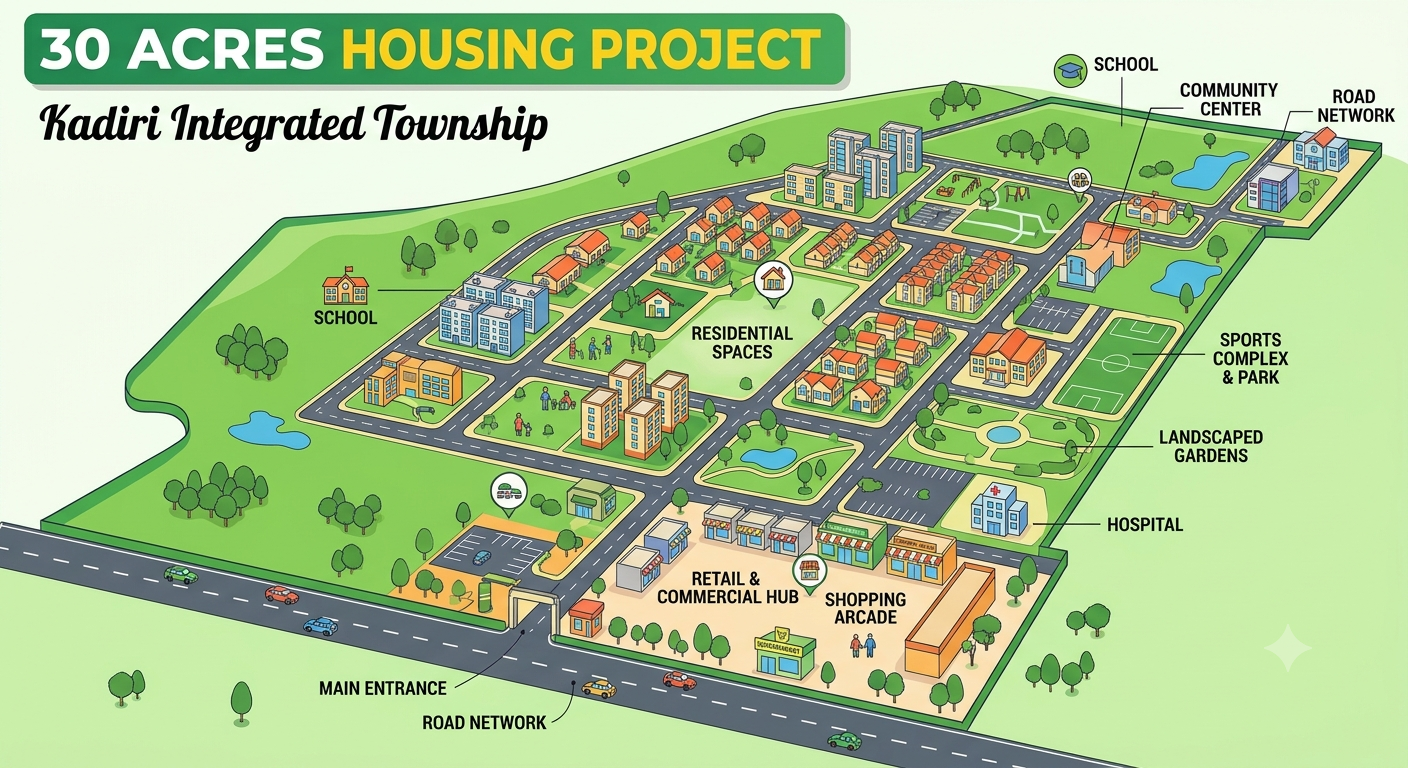 30 ACRES HOUSING PROJECT
Kadiri Integrated Township
SCHOOL
COMMUNITY
CENTER
ROAD
NETWORK
SCHOOL
RESIDENTIAL
SPACES
SPORTS
COMPLEX
& PARK
LANDSCAPED
GARDENS
HOSPITAL
RETAIL &
COMMERCIAL HUB
SHOPPING
ARCADE
MAIN ENTRANCE
ROAD NETWORK